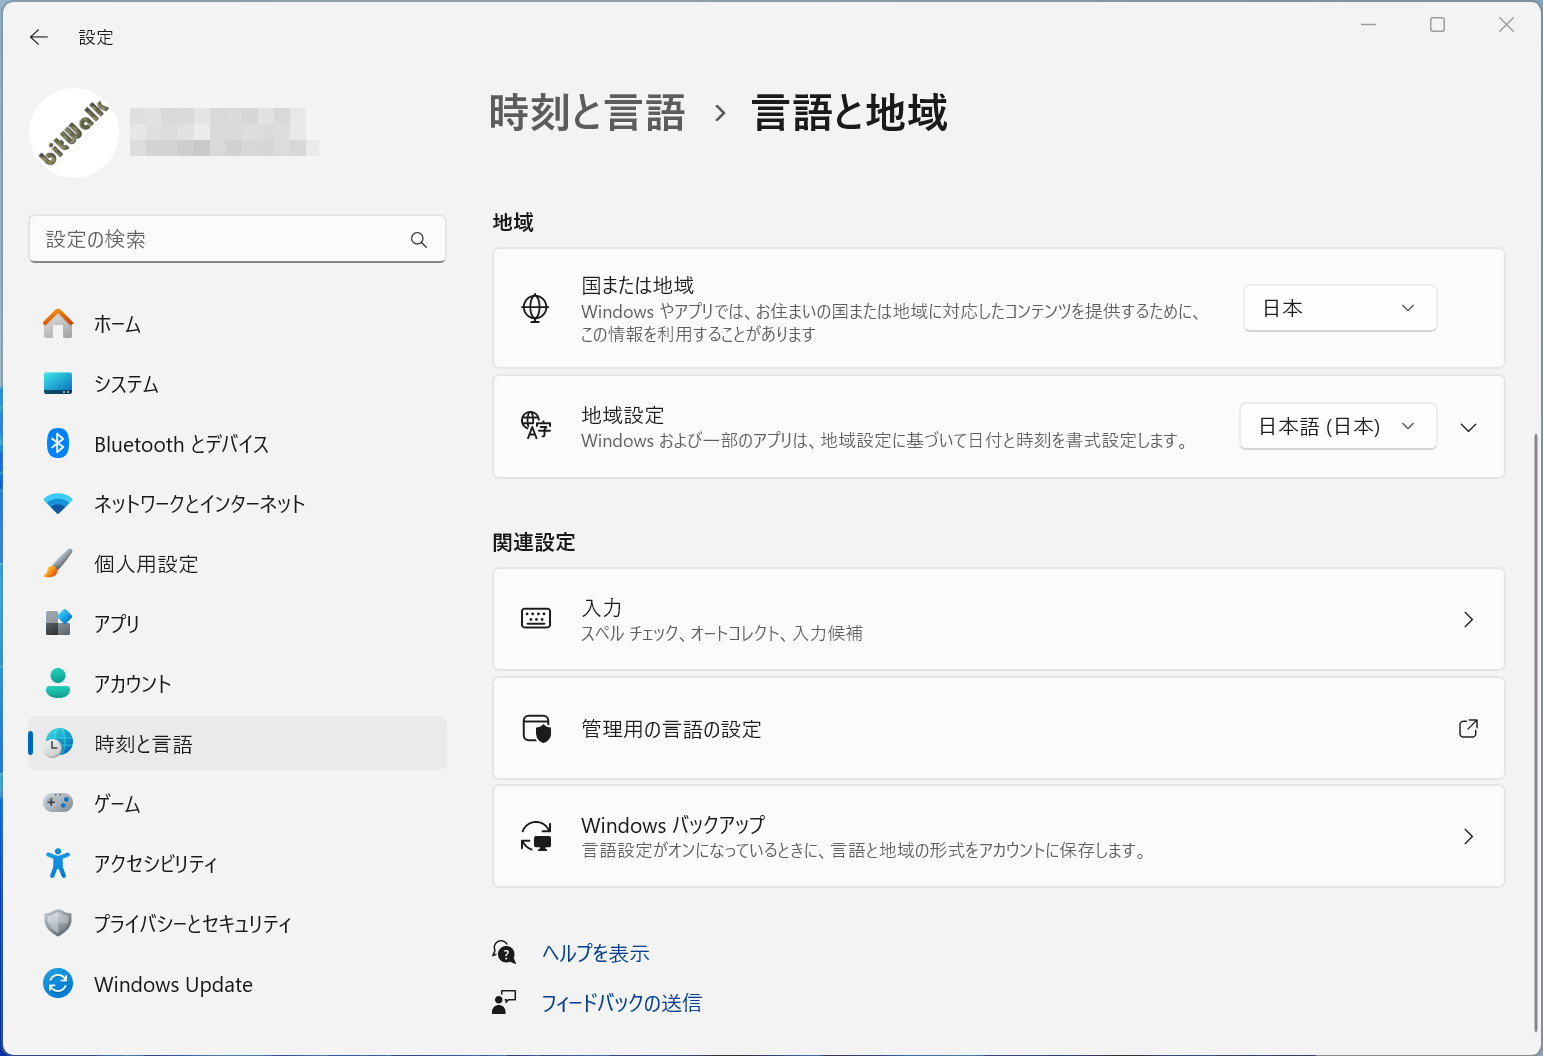 設定
bitWalk
設定の検索
ホーム
システム
Bluetooth とデバイス
ネットワークとインターネット
個人用設定
アプリ
アカウント
時刻と言語
ゲーム
アクセシビリティ
プライバシーとセキュリティ
Windows Update
時刻と言語 › 言語と地域
地域
国または地域
Windows やアプリでは、お住まいの国または地域に対応したコンテンツを提供するために、
この情報を利用することがあります
日本
地域設定
Windows および一部のアプリは、地域設定に基づいて日付と時刻を書式設定します。
日本語 (日本)
関連設定
入力
スペル チェック、オートコレクト、入力候補
管理用の言語の設定
Windows バックアップ
言語設定がオンになっているときに、言語と地域の形式をアカウントに保存します。
ヘルプを表示
フィードバックの送信